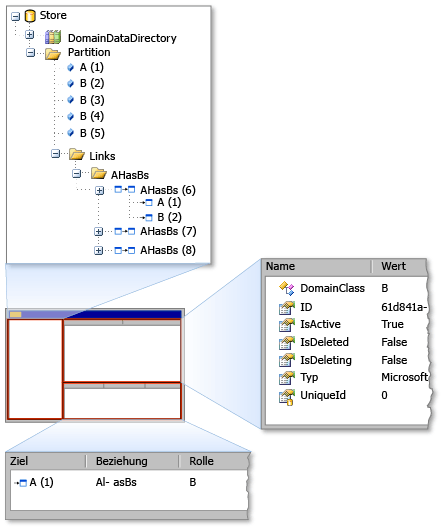 Store
DomainDataDirectory
Partition
A (1)
B (2)
B (3)
B (4)
B (5)
Links
AHasBs
AHasBs (6)
A (1)
B (2)
AHasBs (7)
AHasBs (8)
Name Wert
DomainClass B
ID 61d841a-
IsActive True
IsDeleted False
IsDeleting False
Typ Microsoft
UniqueId 0
Ziel Beziehung Rolle
A (1) Al- asBs B